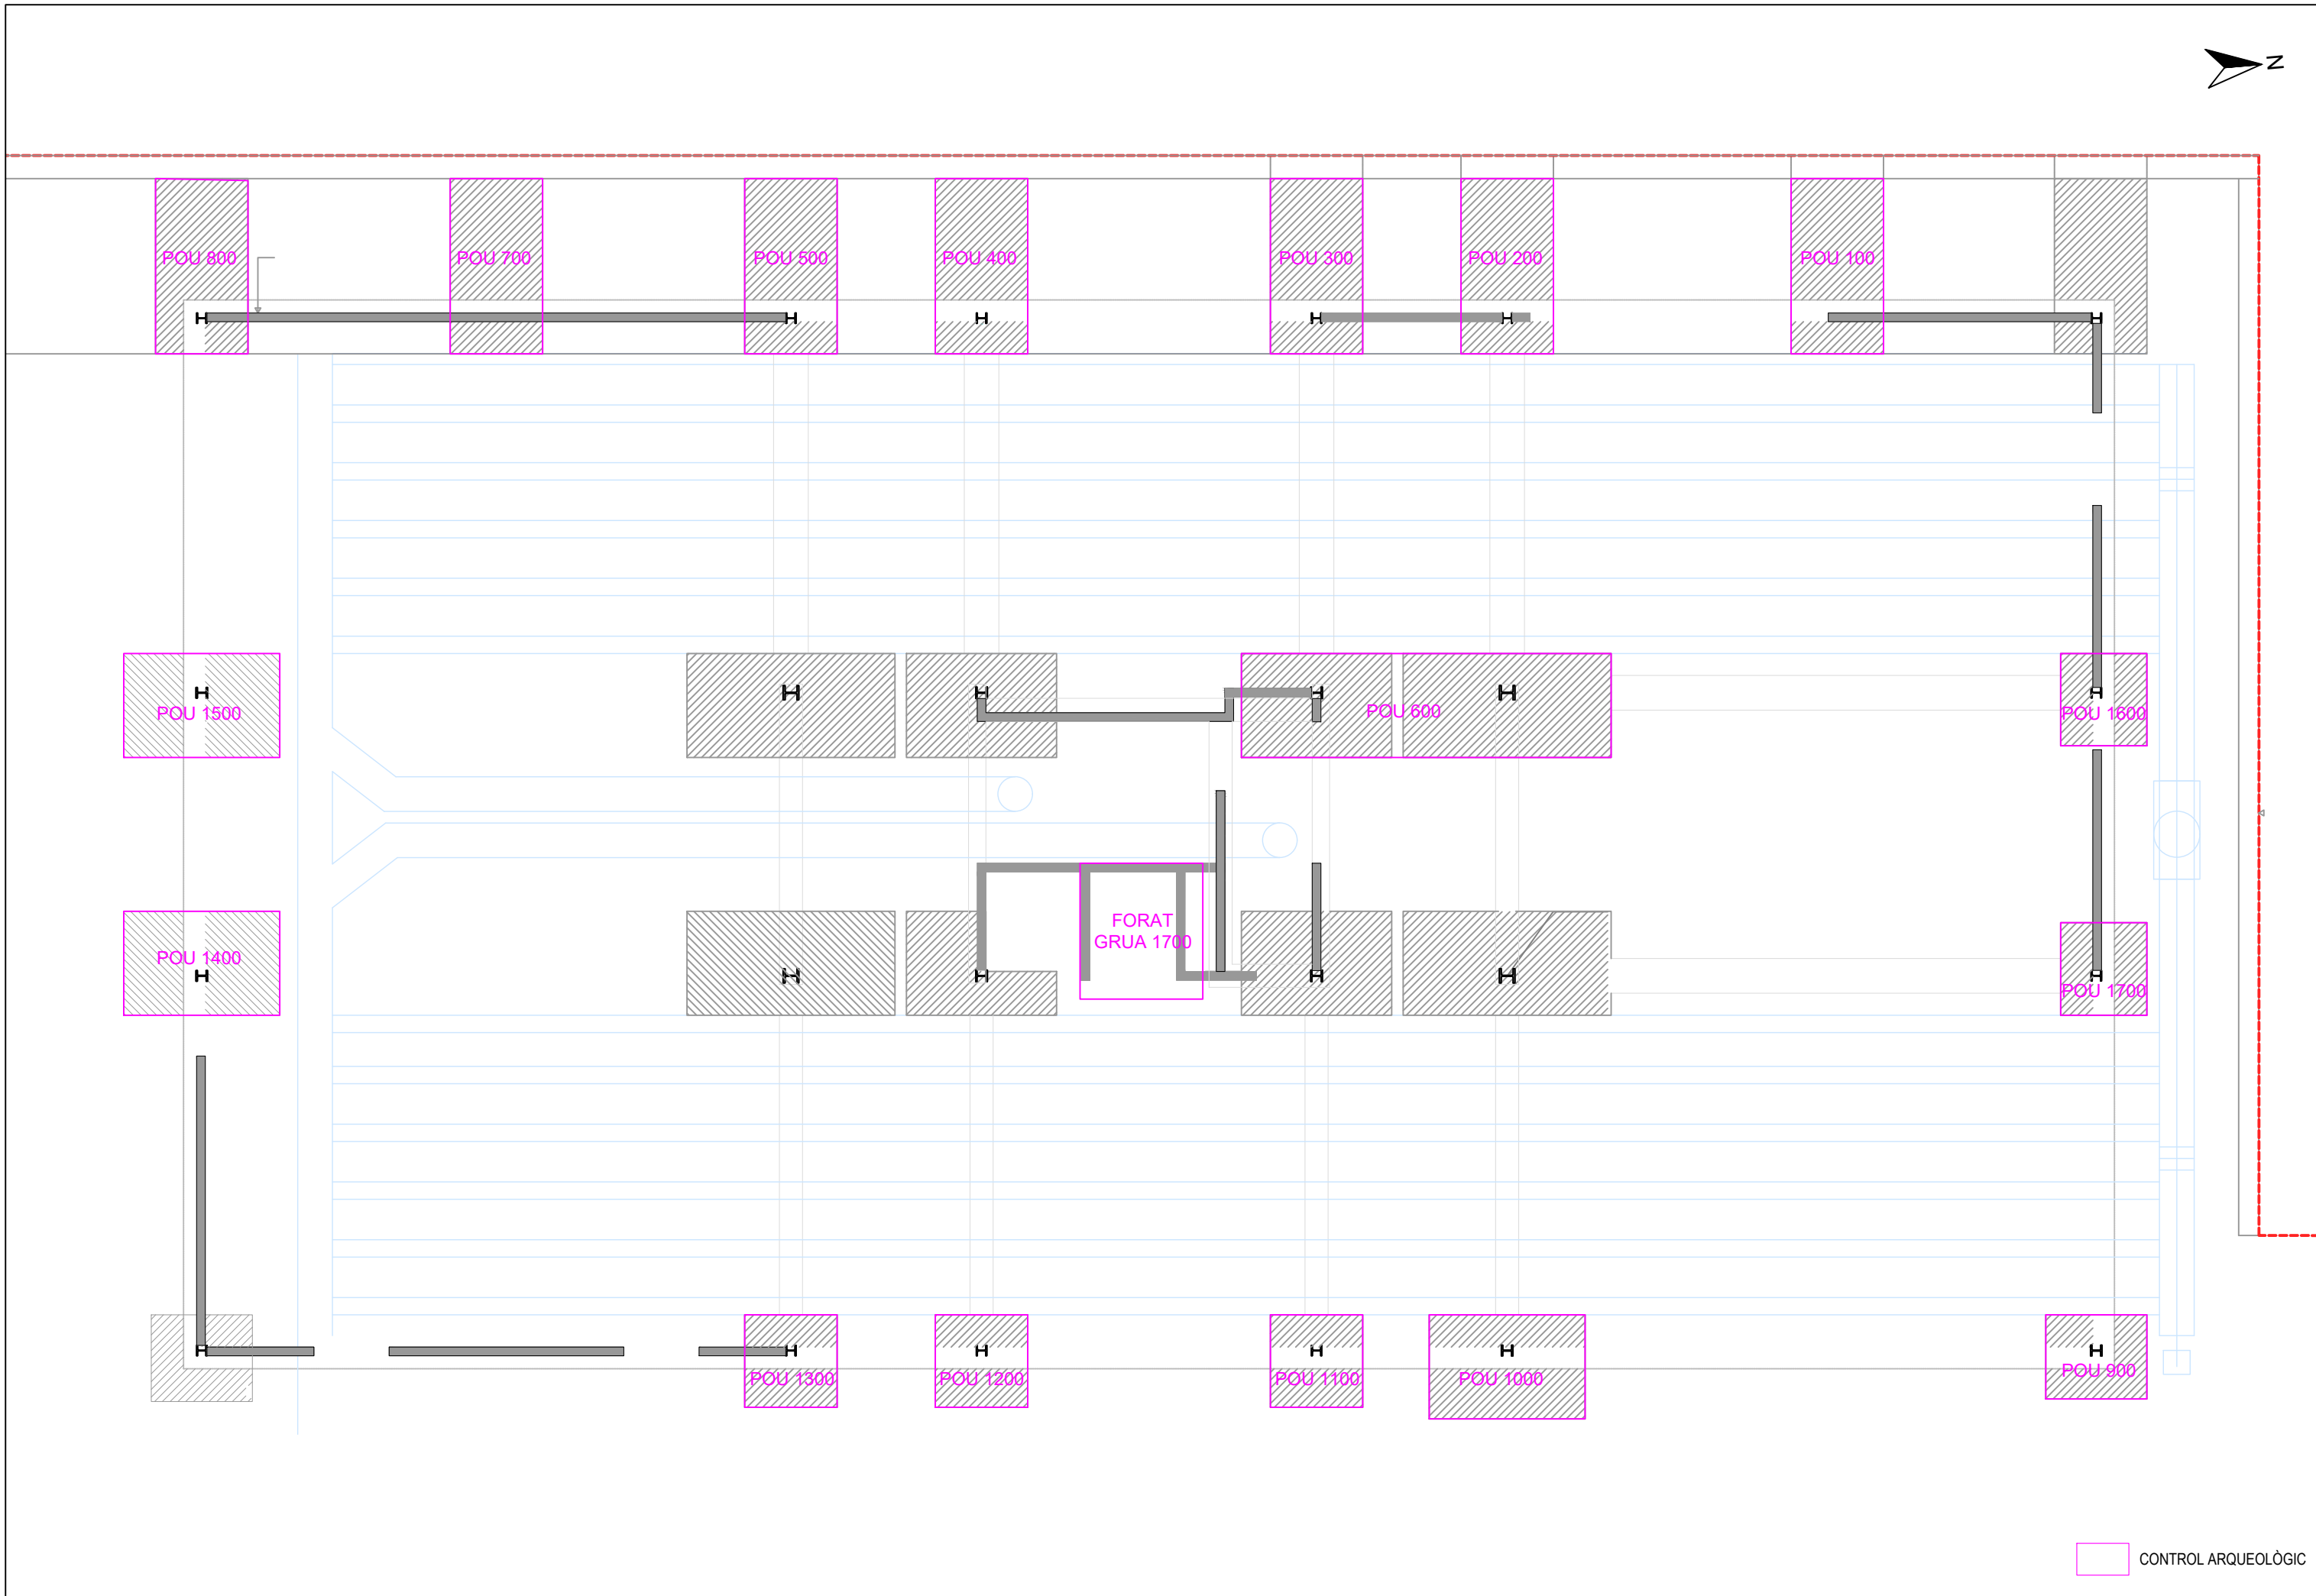 N
POU 800
POU 700
POU 500
POU 400
POU 300
POU 200
POU 100
POU 1500
POU 600
POU 1600
POU 1400
FORAT
GRUA 1700
POU 1700
POU 1300
POU 1200
POU 1100
POU 1000
POU 900
CONTROL ARQUEOLÒGIC